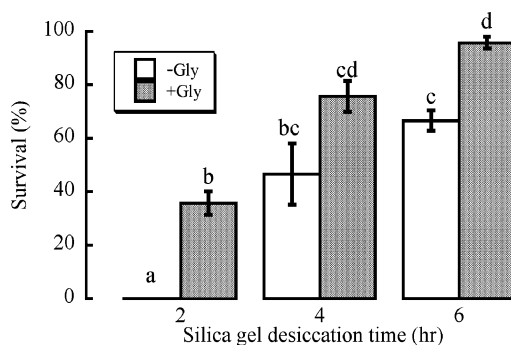 100
80
60
40
20
0
Survival (%)
-Gly
+Gly
a
b
bc
cd
c
d
2
4
6
Silica gel desiccation time (hr)